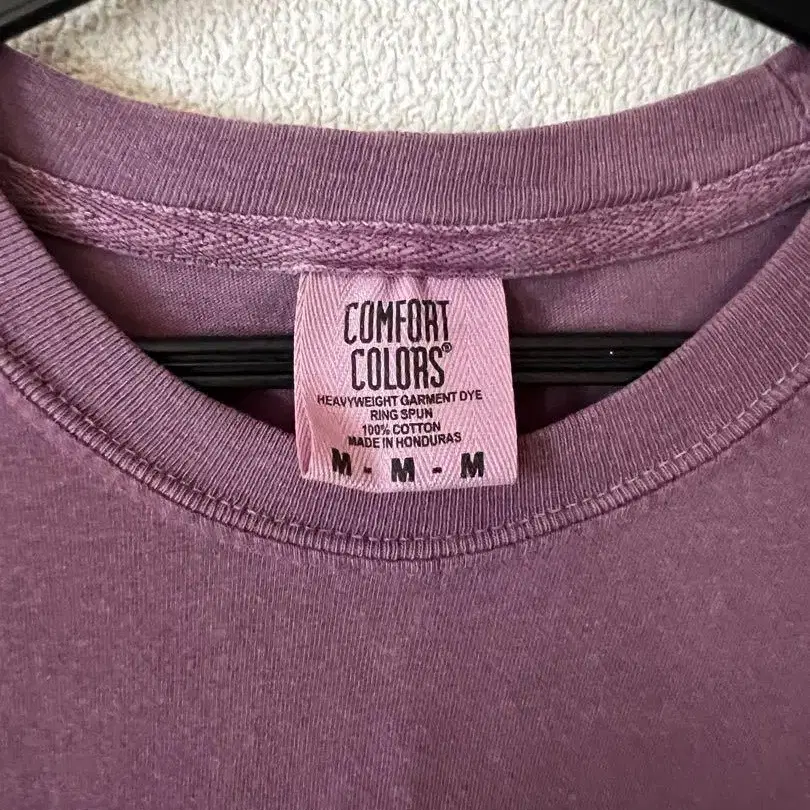 COMFORT
COLORS®
HEAVYWEIGHT GARMENT DYE
RING SPUN
100% COTTON
MADE IN HONDURAS
M - M - M